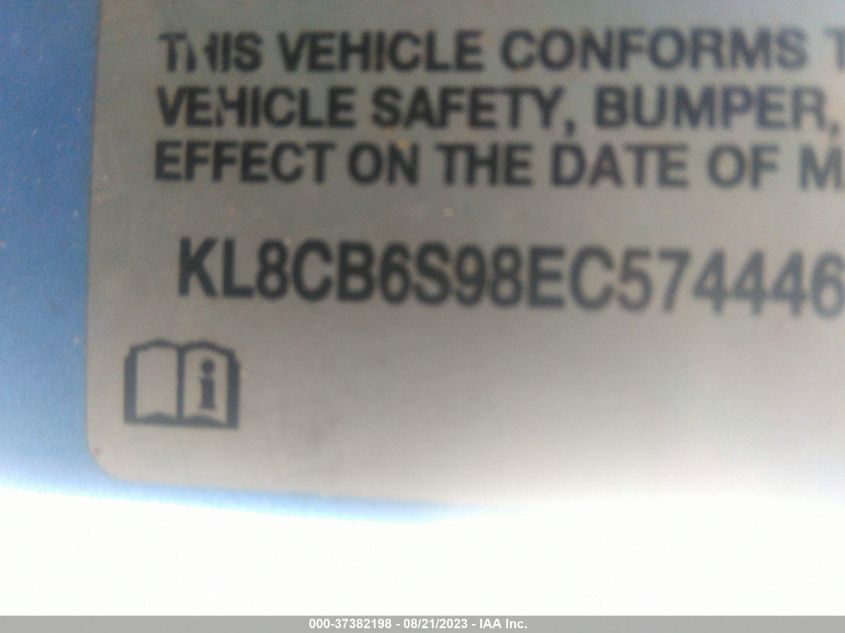 THIS VEHICLE CONFORMS T
VEHICLE SAFETY, BUMPER,
EFFECT ON THE DATE OF M
KL8CB6S98EC574446
i
000-37382198 - 08/21/2023 - IAA Inc.